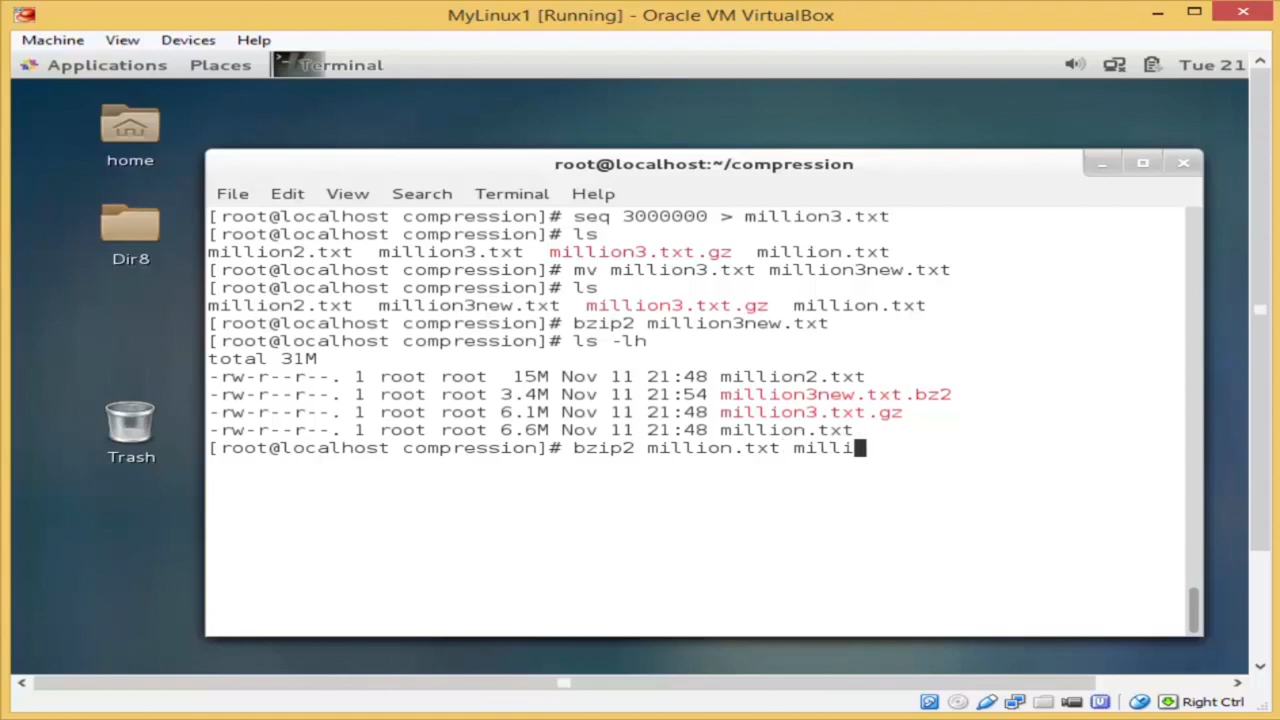 MyLinux1 [Running] - Oracle VM VirtualBox
Machine View Devices Help
Applications Places Terminal Tue 21
home
Dir8
Trash
root@localhost:~/compression
File Edit View Search Terminal Help
[root@localhost compression]# seq 3000000 > million3.txt
[root@localhost compression]# ls
million2.txt million3.txt million3.txt.gz million.txt
[root@localhost compression]# mv million3.txt million3new.txt
[root@localhost compression]# ls
million2.txt million3new.txt million3.txt.gz million.txt
[root@localhost compression]# bzip2 million3new.txt
[root@localhost compression]# ls -lh
total 31M
-rw-r--r--. 1 root root 15M Nov 11 21:48 million2.txt
-rw-r--r--. 1 root root 3.4M Nov 11 21:54 million3new.txt.bz2
-rw-r--r--. 1 root root 6.1M Nov 11 21:48 million3.txt.gz
-rw-r--r--. 1 root root 6.6M Nov 11 21:48 million.txt
[root@localhost compression]# bzip2 million.txt milli
Right Ctrl